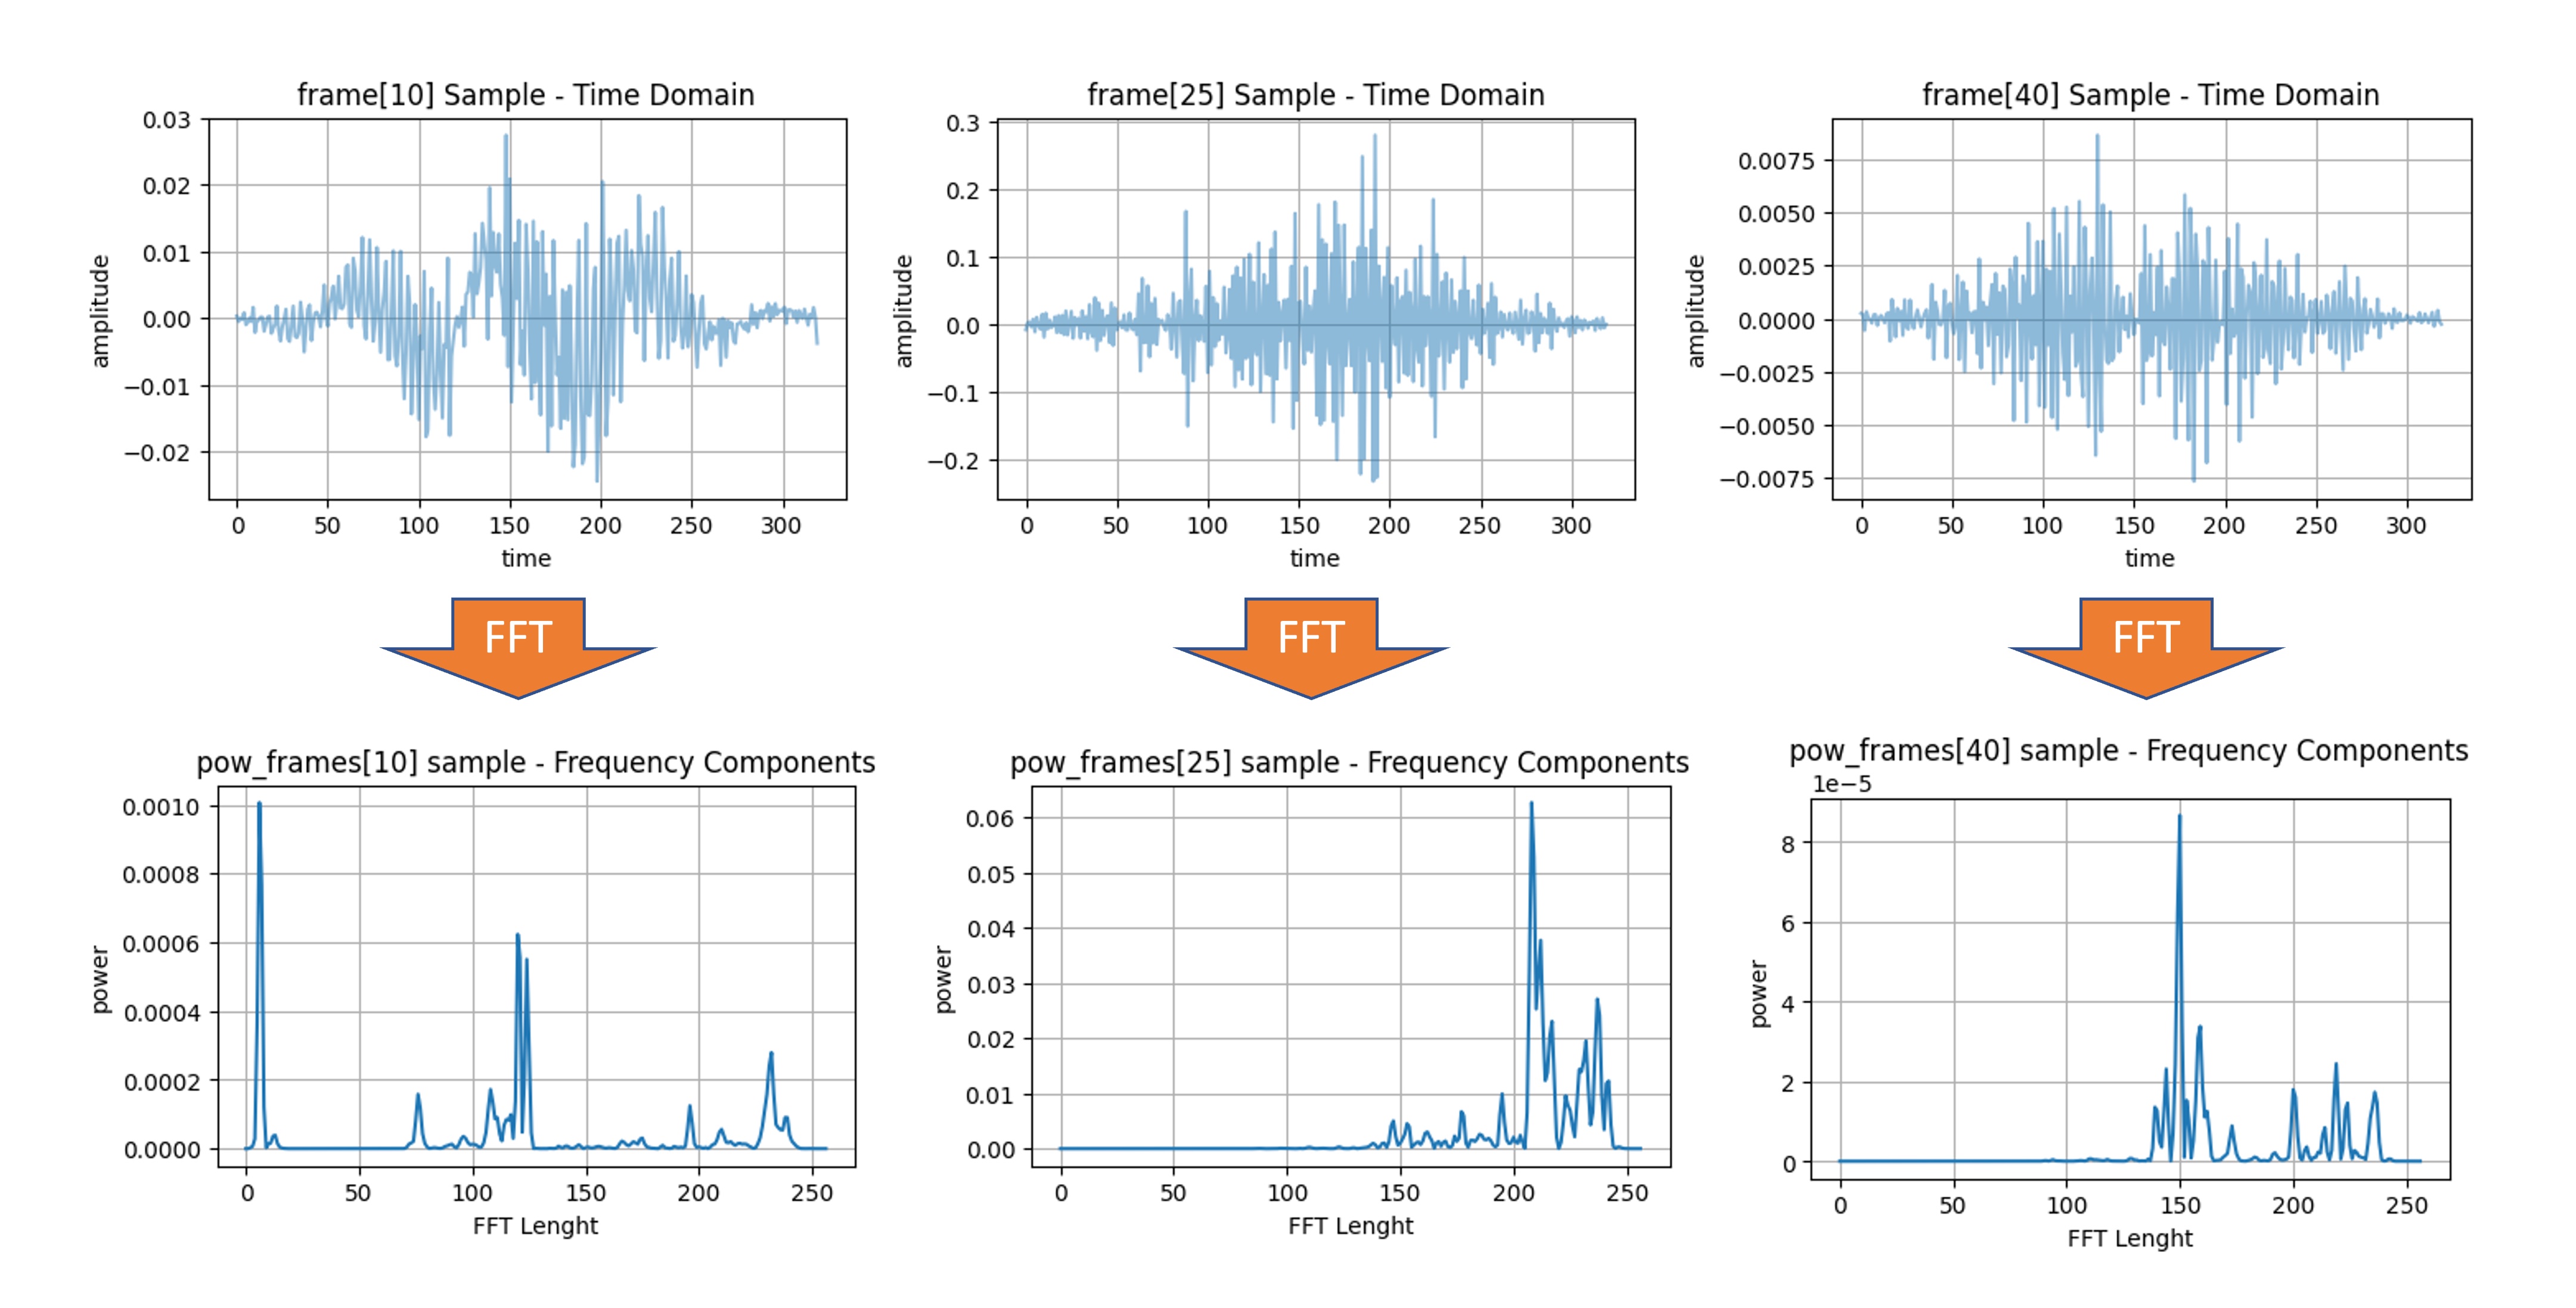 frame[10] Sample - Time Domain
0.03
0.02
0.01
0.00
−0.01
−0.02
amplitude
0 50 100 150 200 250 300
time
frame[25] Sample - Time Domain
0.3
0.2
0.1
0.0
−0.1
−0.2
amplitude
0 50 100 150 200 250 300
time
frame[40] Sample - Time Domain
0.0075
0.0050
0.0025
0.0000
−0.0025
−0.0050
−0.0075
amplitude
0 50 100 150 200 250 300
time
FFT
FFT
FFT
pow_frames[10] sample - Frequency Components
0.0010
0.0008
0.0006
0.0004
0.0002
0.0000
power
0 50 100 150 200 250
FFT Lenght
pow_frames[25] sample - Frequency Components
0.06
0.05
0.04
0.03
0.02
0.01
0.00
power
0 50 100 150 200 250
FFT Lenght
pow_frames[40] sample - Frequency Components
1e−5
8
6
4
2
0
power
0 50 100 150 200 250
FFT Lenght